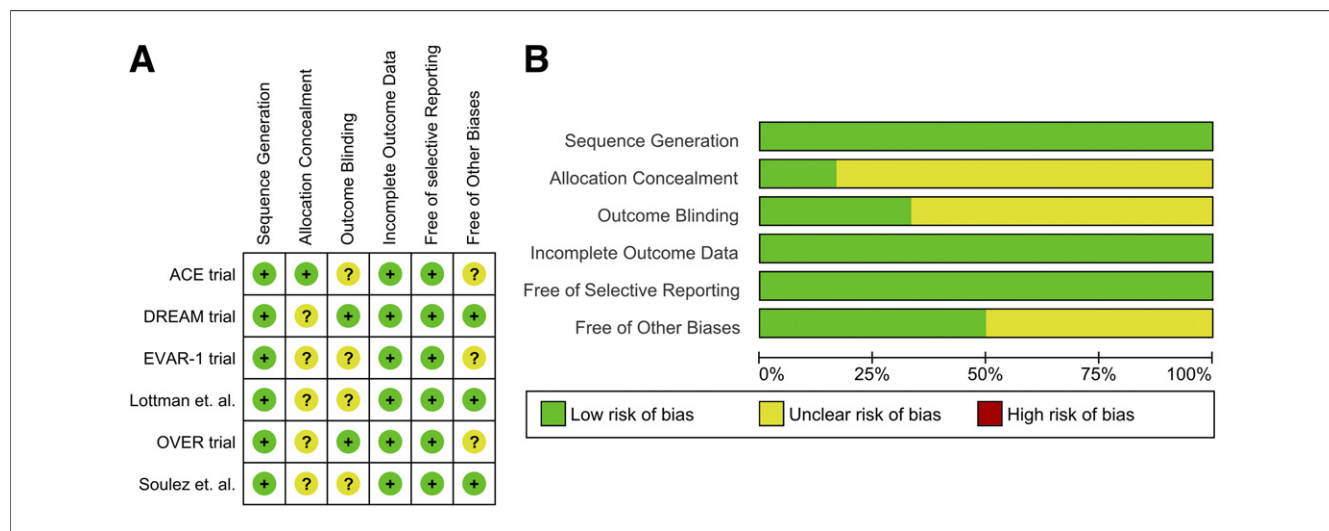 A
Sequence Generation
Allocation Concealment
Outcome Blinding
Incomplete Outcome Data
Free of selective Reporting
Free of Other Biases
ACE trial + + ? + + ?
DREAM trial + ? + + + +
EVAR-1 trial + ? ? + + ?
Lottman et. al. + ? ? + + +
OVER trial + ? + + + ?
Soulez et. al. + ? ? + + +
B
Sequence Generation
Allocation Concealment
Outcome Blinding
Incomplete Outcome Data
Free of Selective Reporting
Free of Other Biases
0% 25% 50% 75% 100%
Low risk of bias Unclear risk of bias High risk of bias